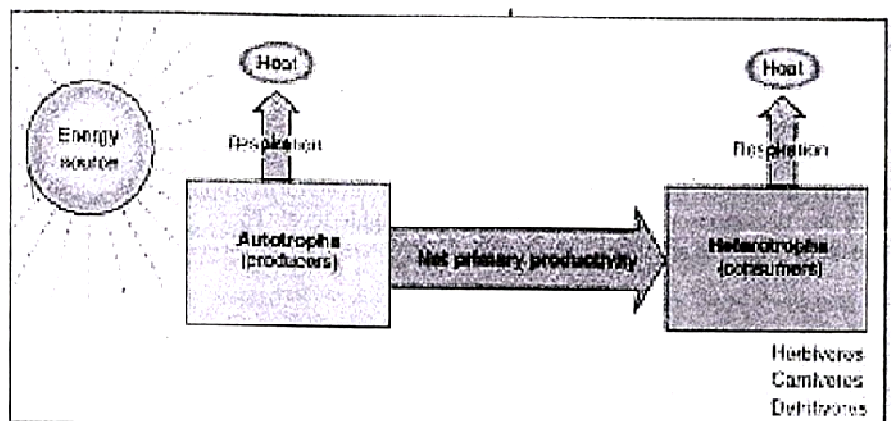 Energy
source
Heat
Respiration
Autotrophs
(producers)
Net primary productivity
Heat
Respiration
Heterotrophs
(consumers)
Herbivores
Carnivores
Detritivores